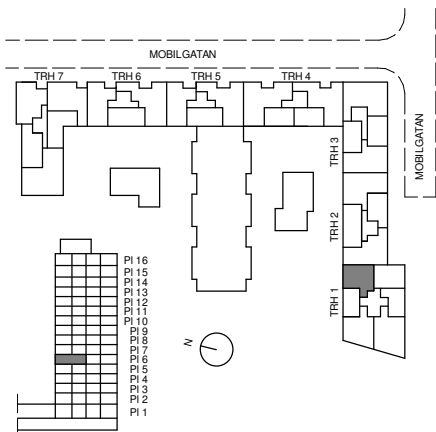 MOBILGATAN
TRH 7
TRH 6
TRH 5
TRH 4
MOBILGATAN
TRH 3
TRH 2
TRH 1
Pl 16
Pl 15
Pl 14
Pl 13
Pl 12
Pl 11
Pl 10
Pl 9
Pl 8
Pl 7
Pl 6
Pl 5
Pl 4
Pl 3
Pl 2
Pl 1
N